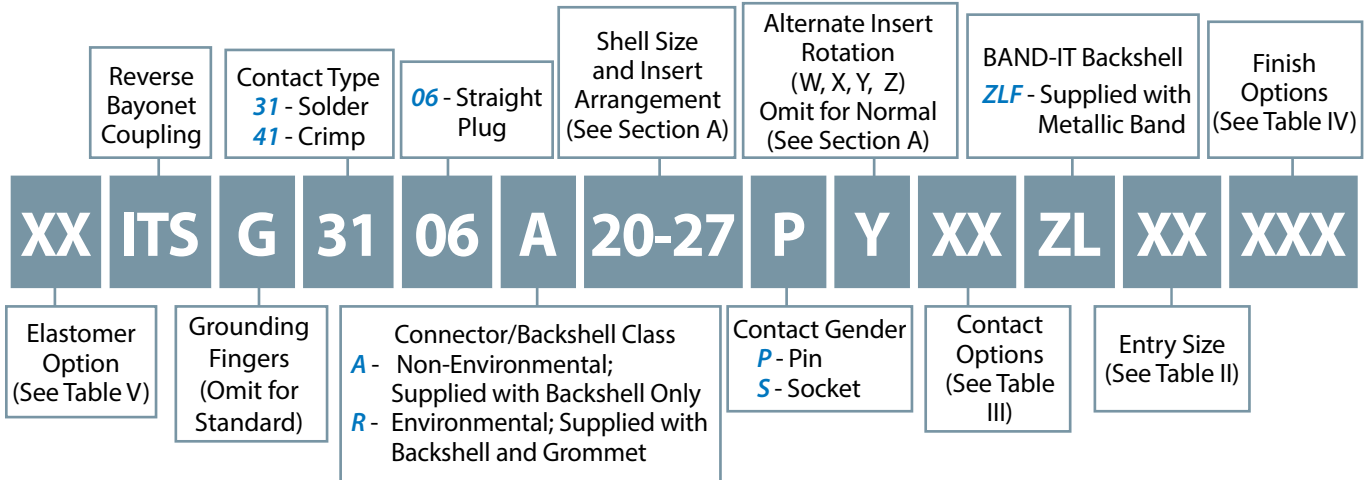 Reverse
Bayonet
Coupling
Contact Type
31 - Solder
41 - Crimp
06 - Straight
Plug
Shell Size
and Insert
Arrangement
(See Section A)
Alternate Insert
Rotation
(W, X, Y, Z)
Omit for Normal
(See Section A)
BAND-IT Backshell
ZLF - Supplied with
Metallic Band
Finish
Options
(See Table IV)
XX ITS G 31 06 A 20-27 P Y XX ZL XX XXX
Elastomer
Option
(See Table V)
Grounding
Fingers
(Omit for
Standard)
Connector/Backshell Class
A - Non-Environmental;
Supplied with Backshell Only
R - Environmental; Supplied with
Backshell and Grommet
Contact Gender
P - Pin
S - Socket
Contact
Options
(See Table
III)
Entry Size
(See Table II)